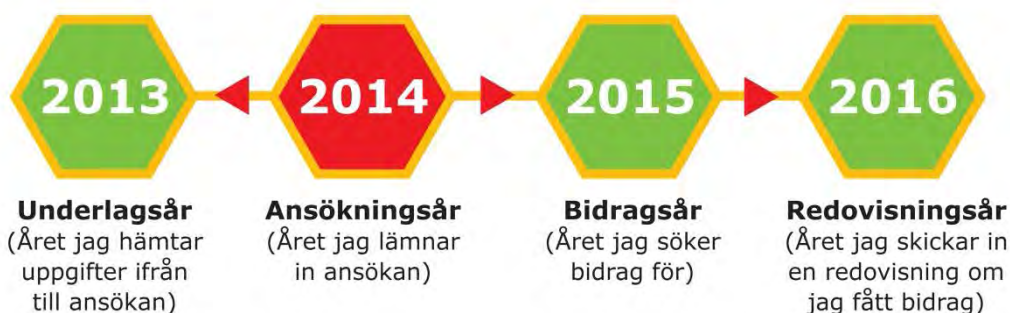 2013
2014
2015
2016
Underlagsår
(Året jag hämtar
uppgifter ifrån
till ansökan)
Ansökningsår
(Året jag lämnar
in ansökan)
Bidragsår
(Året jag söker
bidrag för)
Redovisningsår
(Året jag skickar in
en redovisning om
jag fått bidrag)